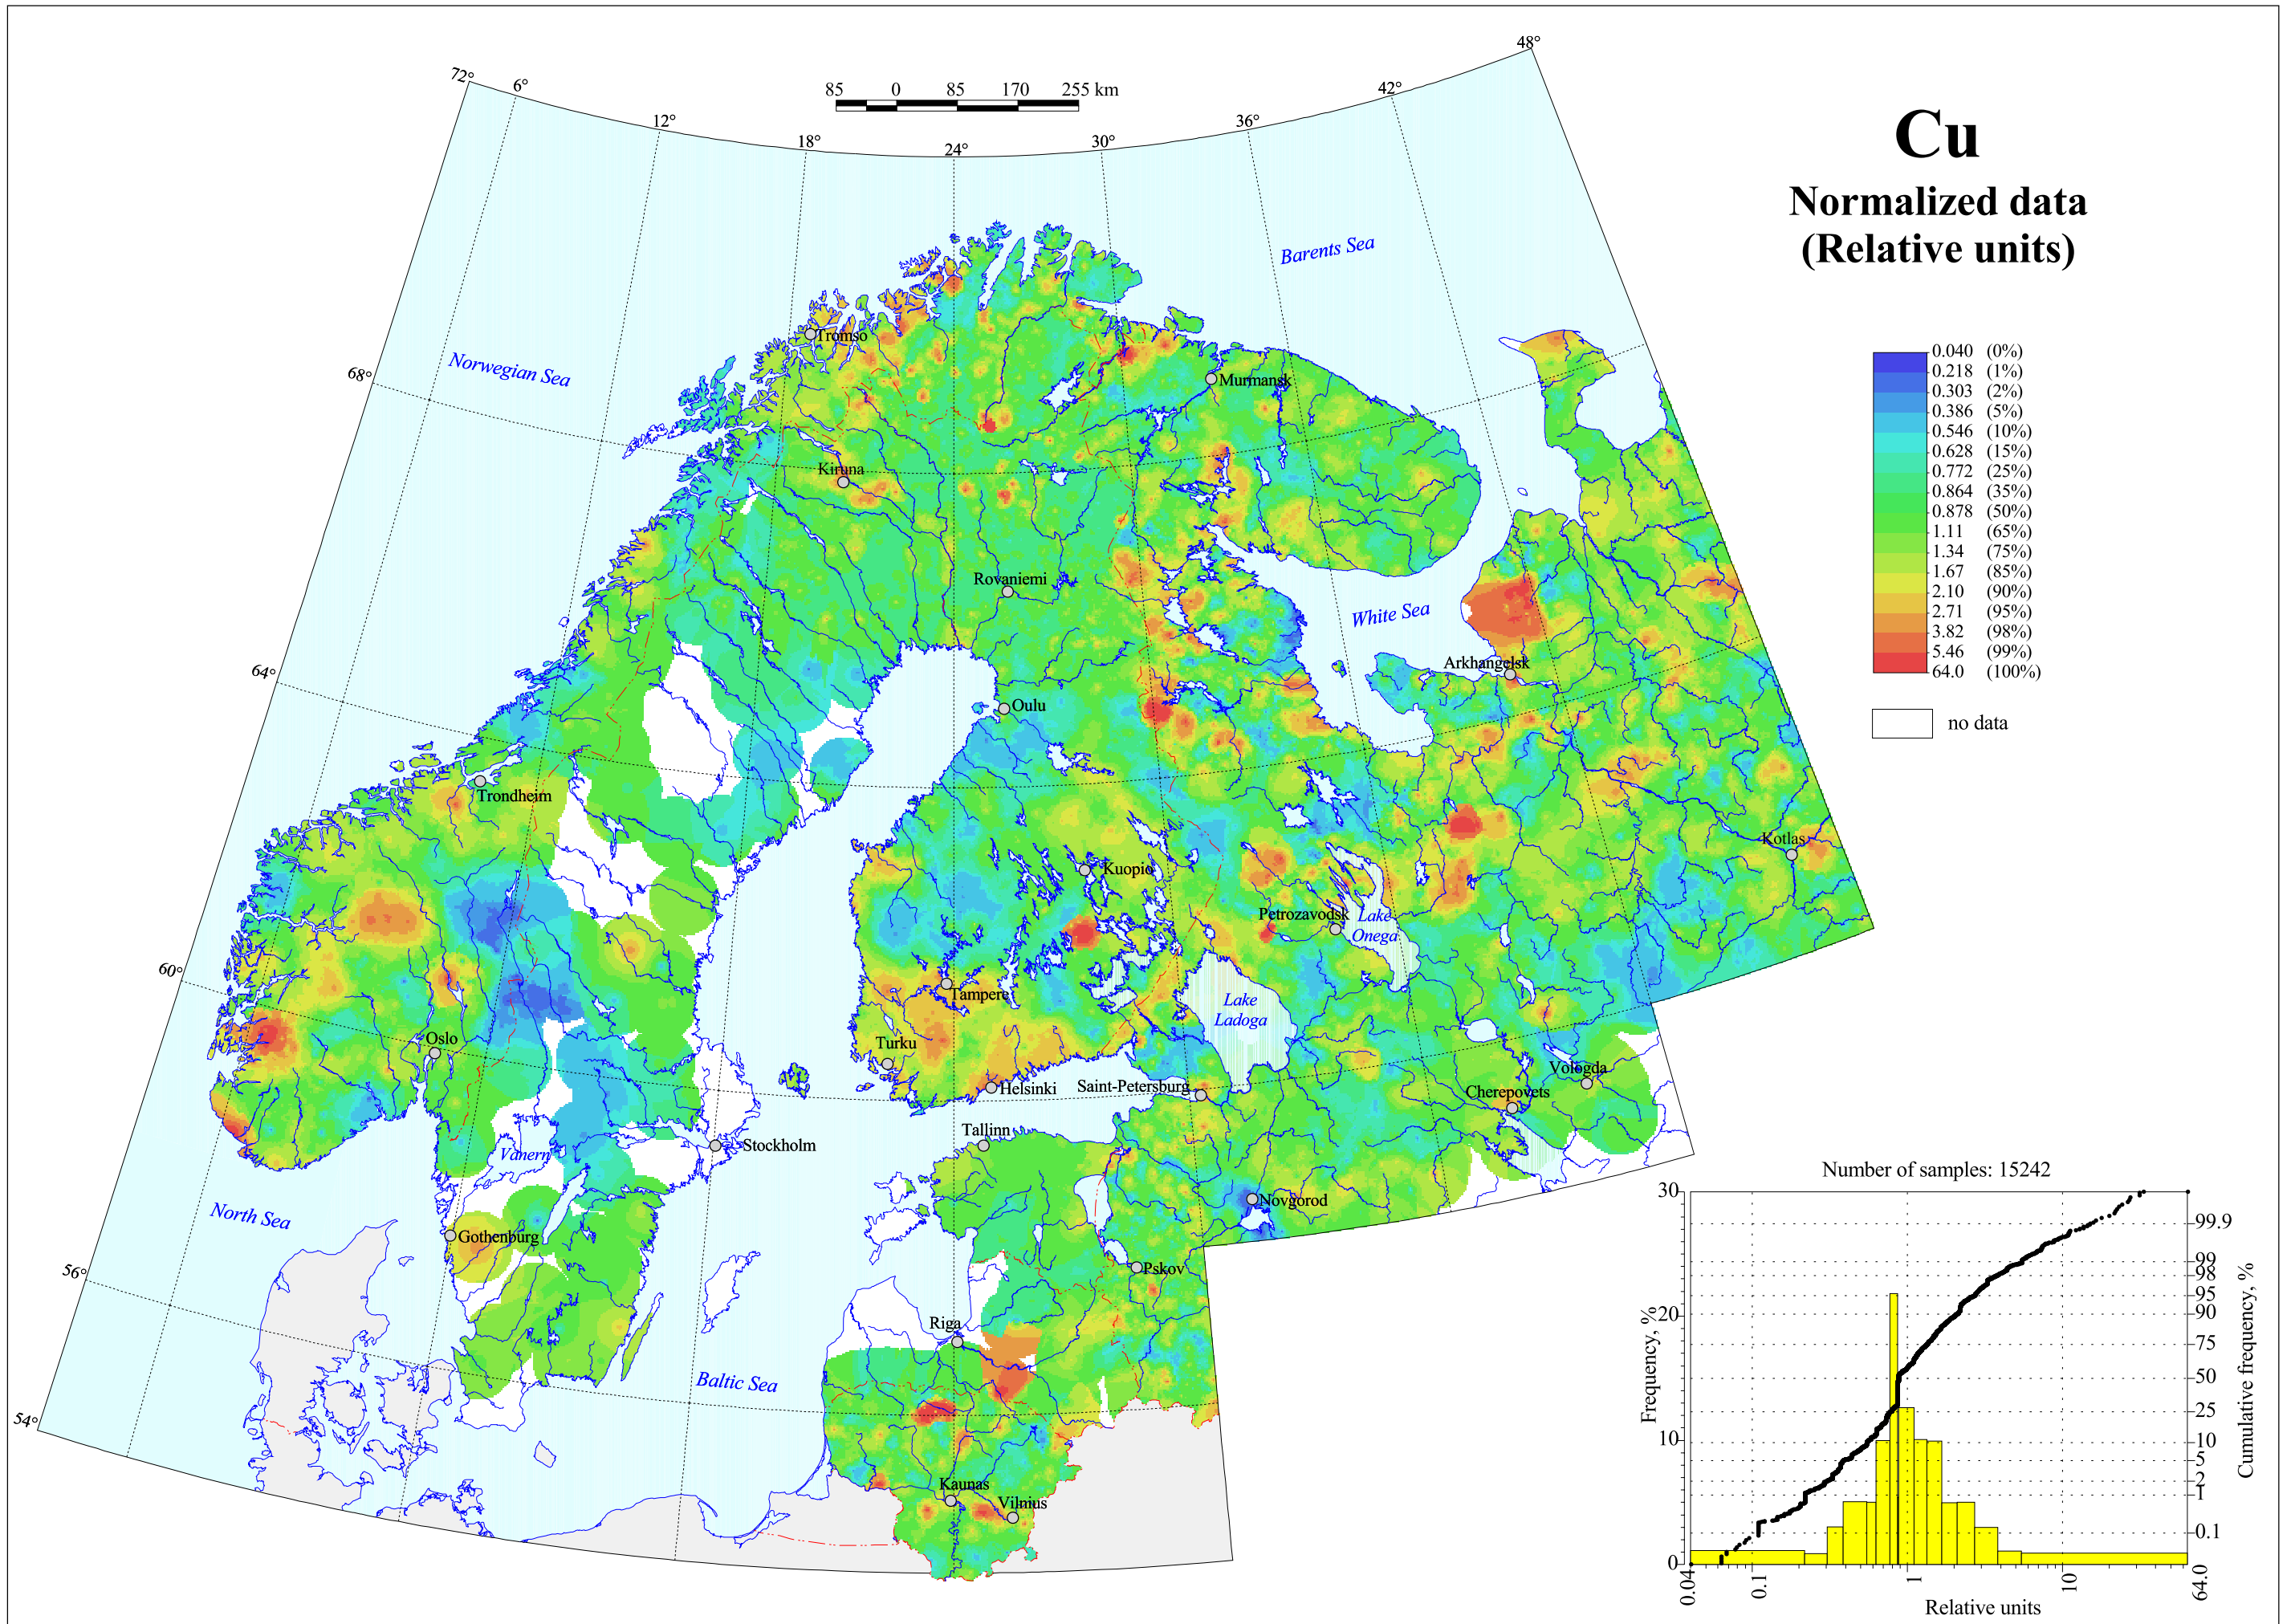 Cu
Normalized data
(Relative units)
72°
6°
12°
18°
24°
30°
36°
42°
48°
68°
64°
60°
56°
54°
85 0 85 170 255 km
Barents Sea
Norwegian Sea
Tromso
Murmansk
Kiruna
Rovaniemi
White Sea
Arkhangelsk
Oulu
Trondheim
Kotlas
Kuopio
Petrozavodsk
Lake
Onega
Tampere
Lake
Ladoga
Oslo
Turku
Helsinki
Saint-Petersburg
Vologda
Cherepovets
Tallinn
Stockholm
Vanern
North Sea
Novgorod
Gothenburg
Pskov
Riga
Baltic Sea
Kaunas
Vilnius
0.040 (0%)
0.218 (1%)
0.303 (2%)
0.386 (5%)
0.546 (10%)
0.628 (15%)
0.772 (25%)
0.864 (35%)
0.878 (50%)
1.11 (65%)
1.34 (75%)
1.67 (85%)
2.10 (90%)
2.71 (95%)
3.82 (98%)
5.46 (99%)
64.0 (100%)
no data
Number of samples: 15242
30
20
10
0
Frequency, %
99.9
99
98
95
90
75
50
25
10
5
2
1
0.1
Cumulative frequency, %
0.04
0.1
1
10
64.0
Relative units